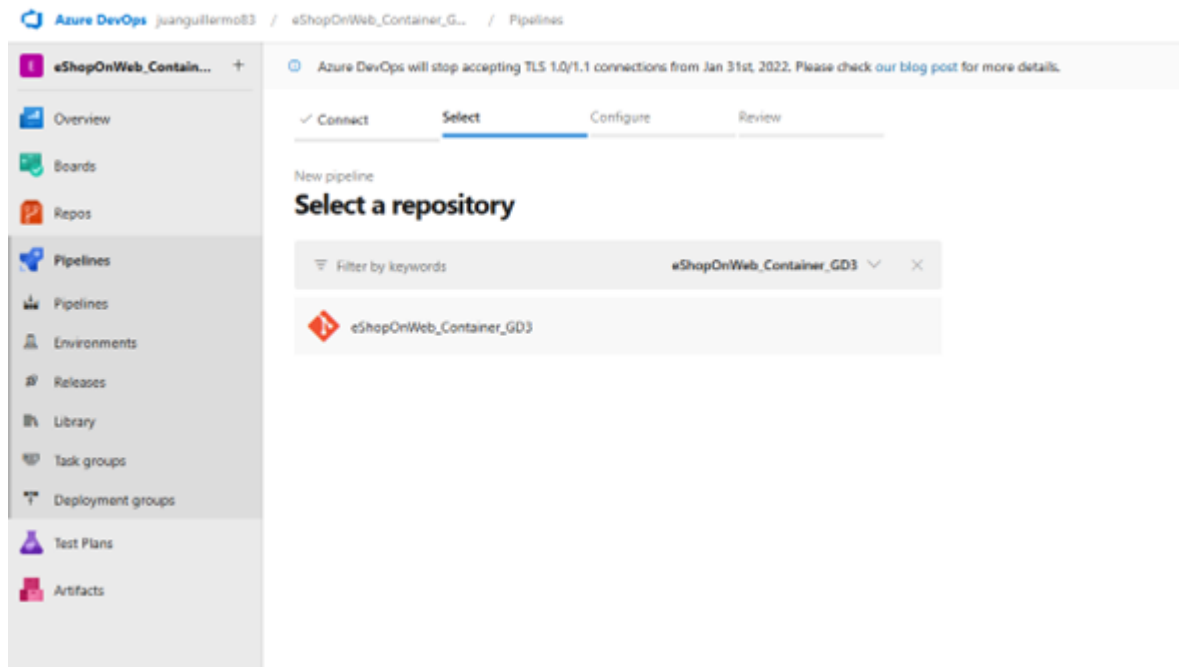 Azure DevOps juanguillermo83 / eShopOnWeb_Container_G... / Pipelines
eShopOnWeb_Contain... +
Azure DevOps will stop accepting TLS 1.0/1.1 connections from Jan 31st, 2022. Please check our blog post for more details.
Overview
Boards
Repos
Pipelines
Pipelines
Environments
Releases
Library
Task groups
Deployment groups
Test Plans
Artifacts
Connect Select Configure Review
New pipeline
Select a repository
Filter by keywords eShopOnWeb_Container_GD3
eShopOnWeb_Container_GD3